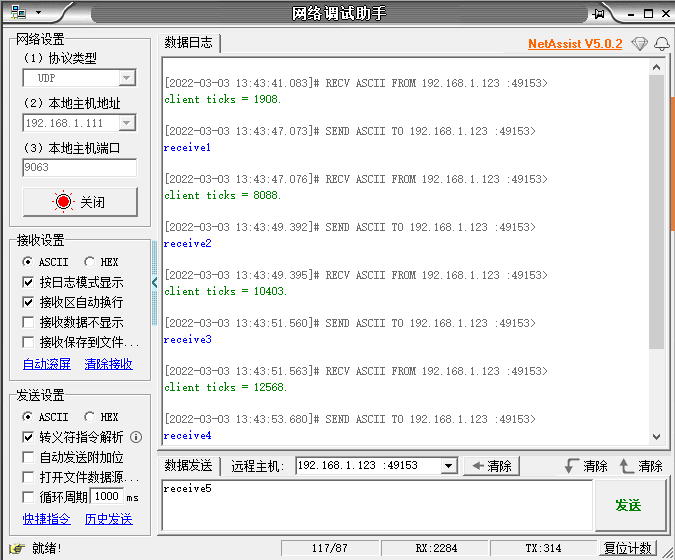 网络调试助手
网络设置
(1) 协议类型
UDP
(2) 本地主机地址
192.168.1.111
(3) 本地主机端口
9063
关闭
接收设置
ASCII HEX
按日志模式显示
接收区自动换行
接收数据不显示
接收保存到文件...
自动滚屏 清除接收
发送设置
ASCII HEX
转义符指令解析
自动发送附加位
打开文件数据源...
循环周期 1000 ms
快捷指令 历史发送
数据日志 NetAssist V5.0.2
[2022-03-03 13:43:41.083]# RECV ASCII FROM 192.168.1.123 :49153>
client ticks = 1908.
[2022-03-03 13:43:47.073]# SEND ASCII TO 192.168.1.123 :49153>
receive1
[2022-03-03 13:43:47.076]# RECV ASCII FROM 192.168.1.123 :49153>
client ticks = 8088.
[2022-03-03 13:43:49.392]# SEND ASCII TO 192.168.1.123 :49153>
receive2
[2022-03-03 13:43:49.395]# RECV ASCII FROM 192.168.1.123 :49153>
client ticks = 10403.
[2022-03-03 13:43:51.560]# SEND ASCII TO 192.168.1.123 :49153>
receive3
[2022-03-03 13:43:51.563]# RECV ASCII FROM 192.168.1.123 :49153>
client ticks = 12568.
[2022-03-03 13:43:53.680]# SEND ASCII TO 192.168.1.123 :49153>
receive4
数据发送 远程主机: 192.168.1.123 :49153 清除 清除 清除
receive5
发送
就绪! 117/87 RX:2284 TX:314 复位计数